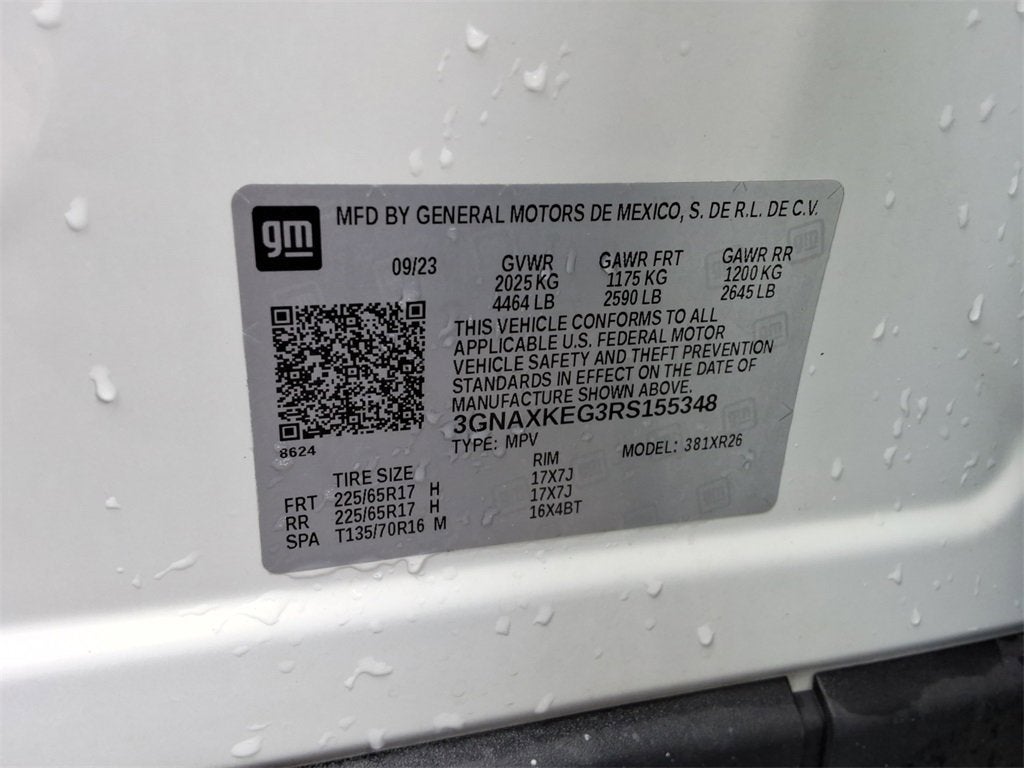 gm
MFD BY GENERAL MOTORS DE MEXICO, S. DE R.L. DE C.V.
09/23 GVWR GAWR FRT GAWR RR
2025 KG 1175 KG 1200 KG
4464 LB 2590 LB 2645 LB
THIS VEHICLE CONFORMS TO ALL
APPLICABLE U.S. FEDERAL MOTOR
VEHICLE SAFETY AND THEFT PREVENTION
STANDARDS IN EFFECT ON THE DATE OF
MANUFACTURE SHOWN ABOVE.
3GNAXKEG3RS155348
8624 TYPE: MPV MODEL: 381XR26
TIRE SIZE RIM
FRT 225/65R17 H 17X7J
RR 225/65R17 H 17X7J
SPA T135/70R16 M 16X4BT